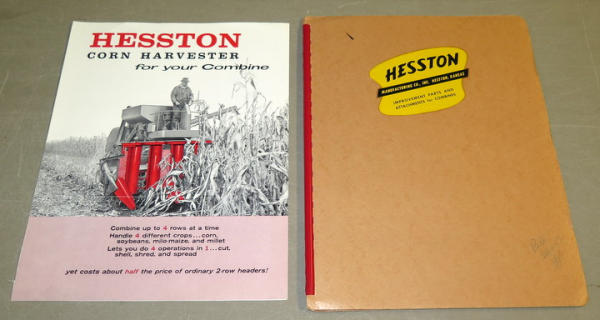 HESSTON
CORN HARVESTER
for your Combine
Combine up to 4 rows at a time
Handle 4 different crops...corn,
soybeans, milo-maize, and millet
Lets you do 4 operations in 1...cut,
shell, shred, and spread
yet costs about half the price of ordinary 2-row headers!
HESSTON
MANUFACTURING CO., INC. HESSTON, KANSAS
IMPROVEMENT PARTS AND
ATTACHMENTS for COMBINES